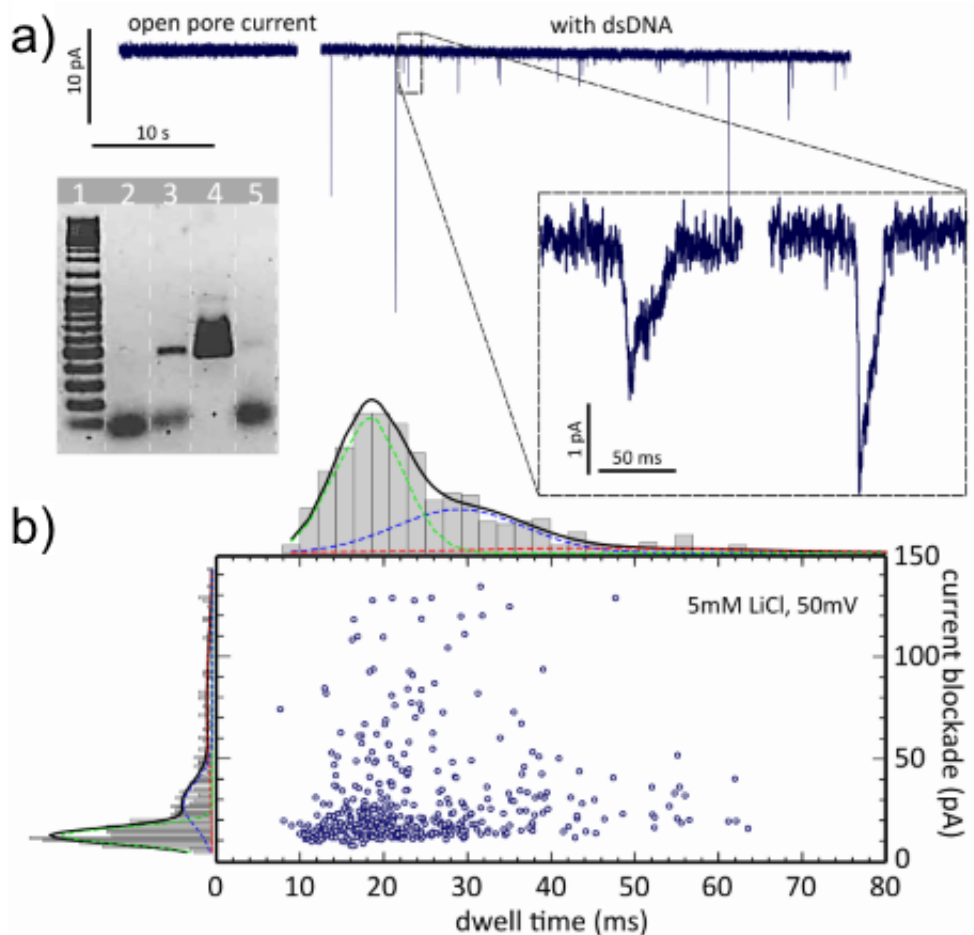 a)
open pore current
with dsDNA
10 pA
10 s
1 2 3 4 5
1 pA
50 ms
b)
5mM LiCl, 50mV
150
100
50
0
current blockade (pA)
0 10 20 30 40 50 60 70 80
dwell time (ms)